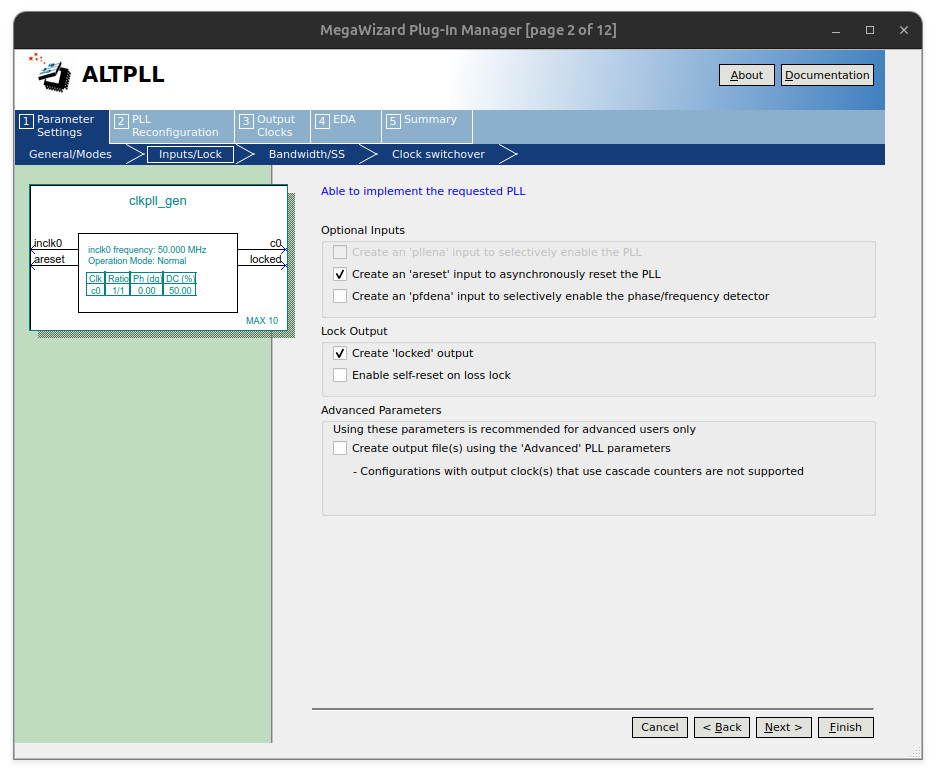 MegaWizard Plug-In Manager [page 2 of 12]
ALTPLL
About
Documentation
1 Parameter Settings
2 PLL Reconfiguration
3 Output Clocks
4 EDA
5 Summary
General/Modes
Inputs/Lock
Bandwidth/SS
Clock switchover
clkpll_gen
inclk0
areset
inclk0 frequency: 50.000 MHz
Operation Mode: Normal
Clk Ratio Ph (dg) DC (%)
c0 1/1 0.00 50.00
c0
locked
MAX 10
Able to implement the requested PLL
Optional Inputs
Create an 'pllena' input to selectively enable the PLL
Create an 'areset' input to asynchronously reset the PLL
Create an 'pfdena' input to selectively enable the phase/frequency detector
Lock Output
Create 'locked' output
Enable self-reset on loss lock
Advanced Parameters
Using these parameters is recommended for advanced users only
Create output file(s) using the 'Advanced' PLL parameters
- Configurations with output clock(s) that use cascade counters are not supported
Cancel
< Back
Next >
Finish